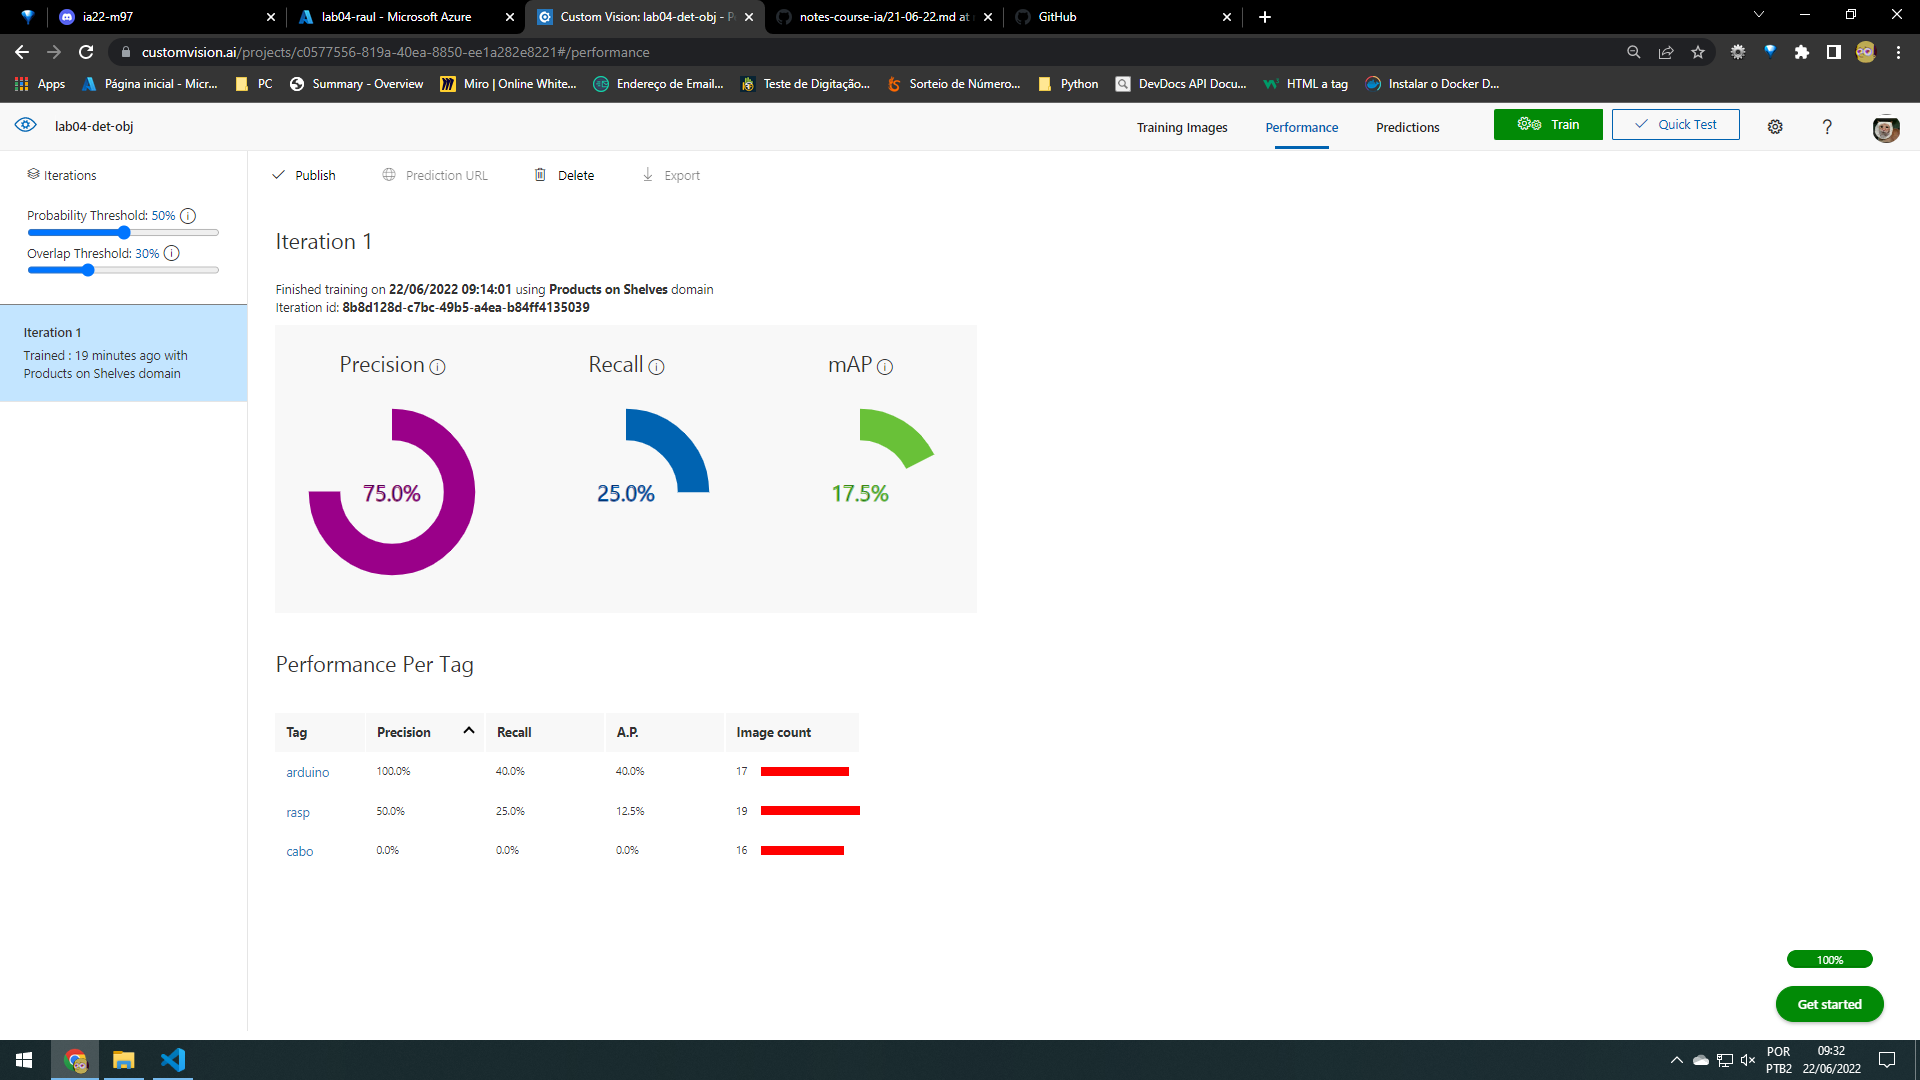 ia22-m97
lab04-raul - Microsoft Azure
Custom Vision: lab04-det-obj - P
notes-course-ia/21-06-22.md at
GitHub
customvision.ai/projects/c0577556-819a-40ea-8850-ee1a282e8221#/performance
Apps
Página inicial - Micr...
PC
Summary - Overview
Miro | Online White...
Endereço de Email...
Teste de Digitação...
Sorteio de Número...
Python
DevDocs API Docu...
HTML a tag
Instalar o Docker D...
lab04-det-obj
Training Images
Performance
Predictions
Train
Quick Test
?
Iterations
Publish
Prediction URL
Delete
Export
Probability Threshold: 50%
Overlap Threshold: 30%
Iteration 1
Trained : 19 minutes ago with
Products on Shelves domain
Iteration 1
Finished training on 22/06/2022 09:14:01 using Products on Shelves domain
Iteration id: 8b8d128d-c7bc-49b5-a4ea-b84ff4135039
Precision
Recall
mAP
75.0%
25.0%
17.5%
Performance Per Tag
Tag Precision Recall A.P. Image count
arduino 100.0% 40.0% 40.0% 17
rasp 50.0% 25.0% 12.5% 19
cabo 0.0% 0.0% 0.0% 16
100%
Get started
POR
PTB2
09:32
22/06/2022